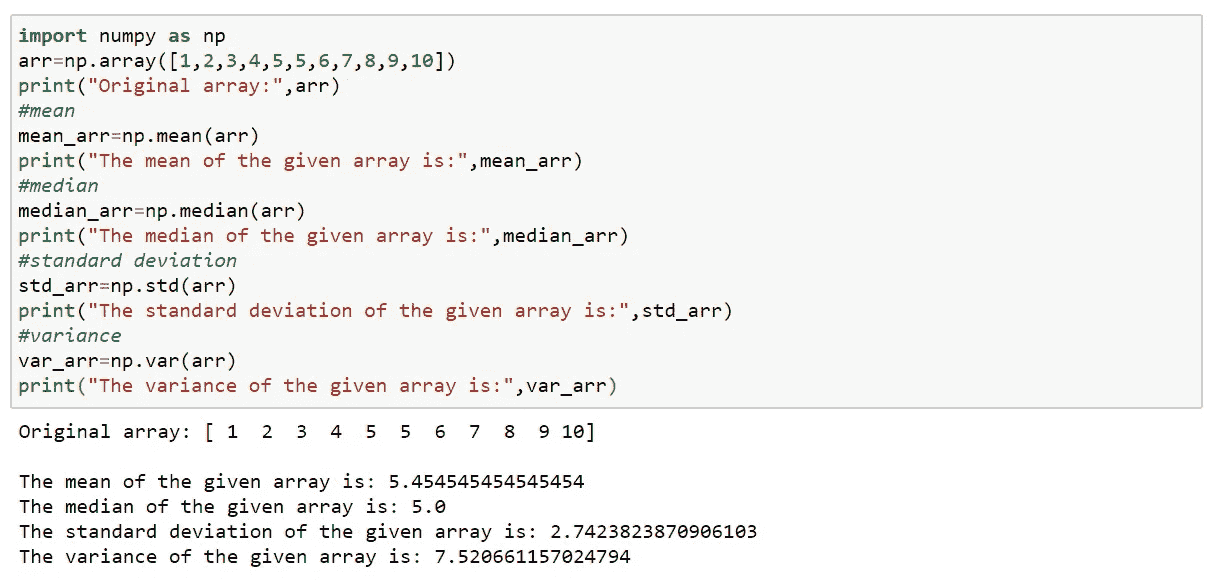 import numpy as np
arr=np.array([1,2,3,4,5,5,6,7,8,9,10])
print("Original array:",arr)
#mean
mean_arr=np.mean(arr)
print("The mean of the given array is:",mean_arr)
#median
median_arr=np.median(arr)
print("The median of the given array is:",median_arr)
#standard deviation
std_arr=np.std(arr)
print("The standard deviation of the given array is:",std_arr)
#variance
var_arr=np.var(arr)
print("The variance of the given array is:",var_arr)
Original array: [ 1  2  3  4  5  5  6  7  8  9 10]
The mean of the given array is: 5.454545454545454
The median of the given array is: 5.0
The standard deviation of the given array is: 2.7423823870906103
The variance of the given array is: 7.520661157024794